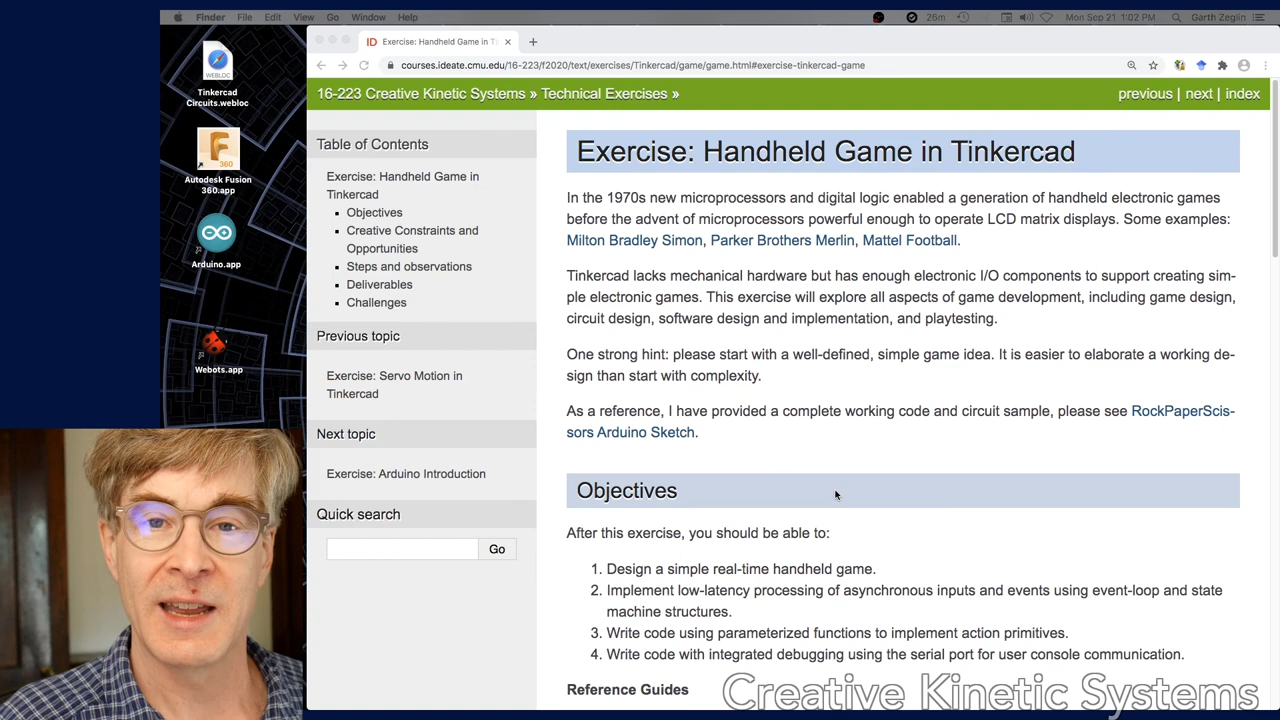 Finder File Edit View Go Window Help
26m Mon Sep 21 1:02 PM Garth Zeglin
Exercise: Handheld Game in T
courses.ideate.cmu.edu/16-223/f2020/text/exercises/Tinkercad/game/game.html#exercise-tinkercad-game
16-223 Creative Kinetic Systems » Technical Exercises »
previous | next | index
WEBLOC
Tinkercad
Circuits.webloc
360
Autodesk Fusion
360.app
Arduino.app
Webots.app
Table of Contents
Exercise: Handheld Game in
Tinkercad
Objectives
Creative Constraints and
Opportunities
Steps and observations
Deliverables
Challenges
Previous topic
Exercise: Servo Motion in
Tinkercad
Next topic
Exercise: Arduino Introduction
Quick search
Go
Exercise: Handheld Game in Tinkercad
In the 1970s new microprocessors and digital logic enabled a generation of handheld electronic games
before the advent of microprocessors powerful enough to operate LCD matrix displays. Some examples:
Milton Bradley Simon, Parker Brothers Merlin, Mattel Football.
Tinkercad lacks mechanical hardware but has enough electronic I/O components to support creating sim-
ple electronic games. This exercise will explore all aspects of game development, including game design,
circuit design, software design and implementation, and playtesting.
One strong hint: please start with a well-defined, simple game idea. It is easier to elaborate a working de-
sign than start with complexity.
As a reference, I have provided a complete working code and circuit sample, please see RockPaperScis-
sors Arduino Sketch.
Objectives
After this exercise, you should be able to:
1. Design a simple real-time handheld game.
2. Implement low-latency processing of asynchronous inputs and events using event-loop and state
machine structures.
3. Write code using parameterized functions to implement action primitives.
4. Write code with integrated debugging using the serial port for user console communication.
Reference Guides
Creative Kinetic Systems